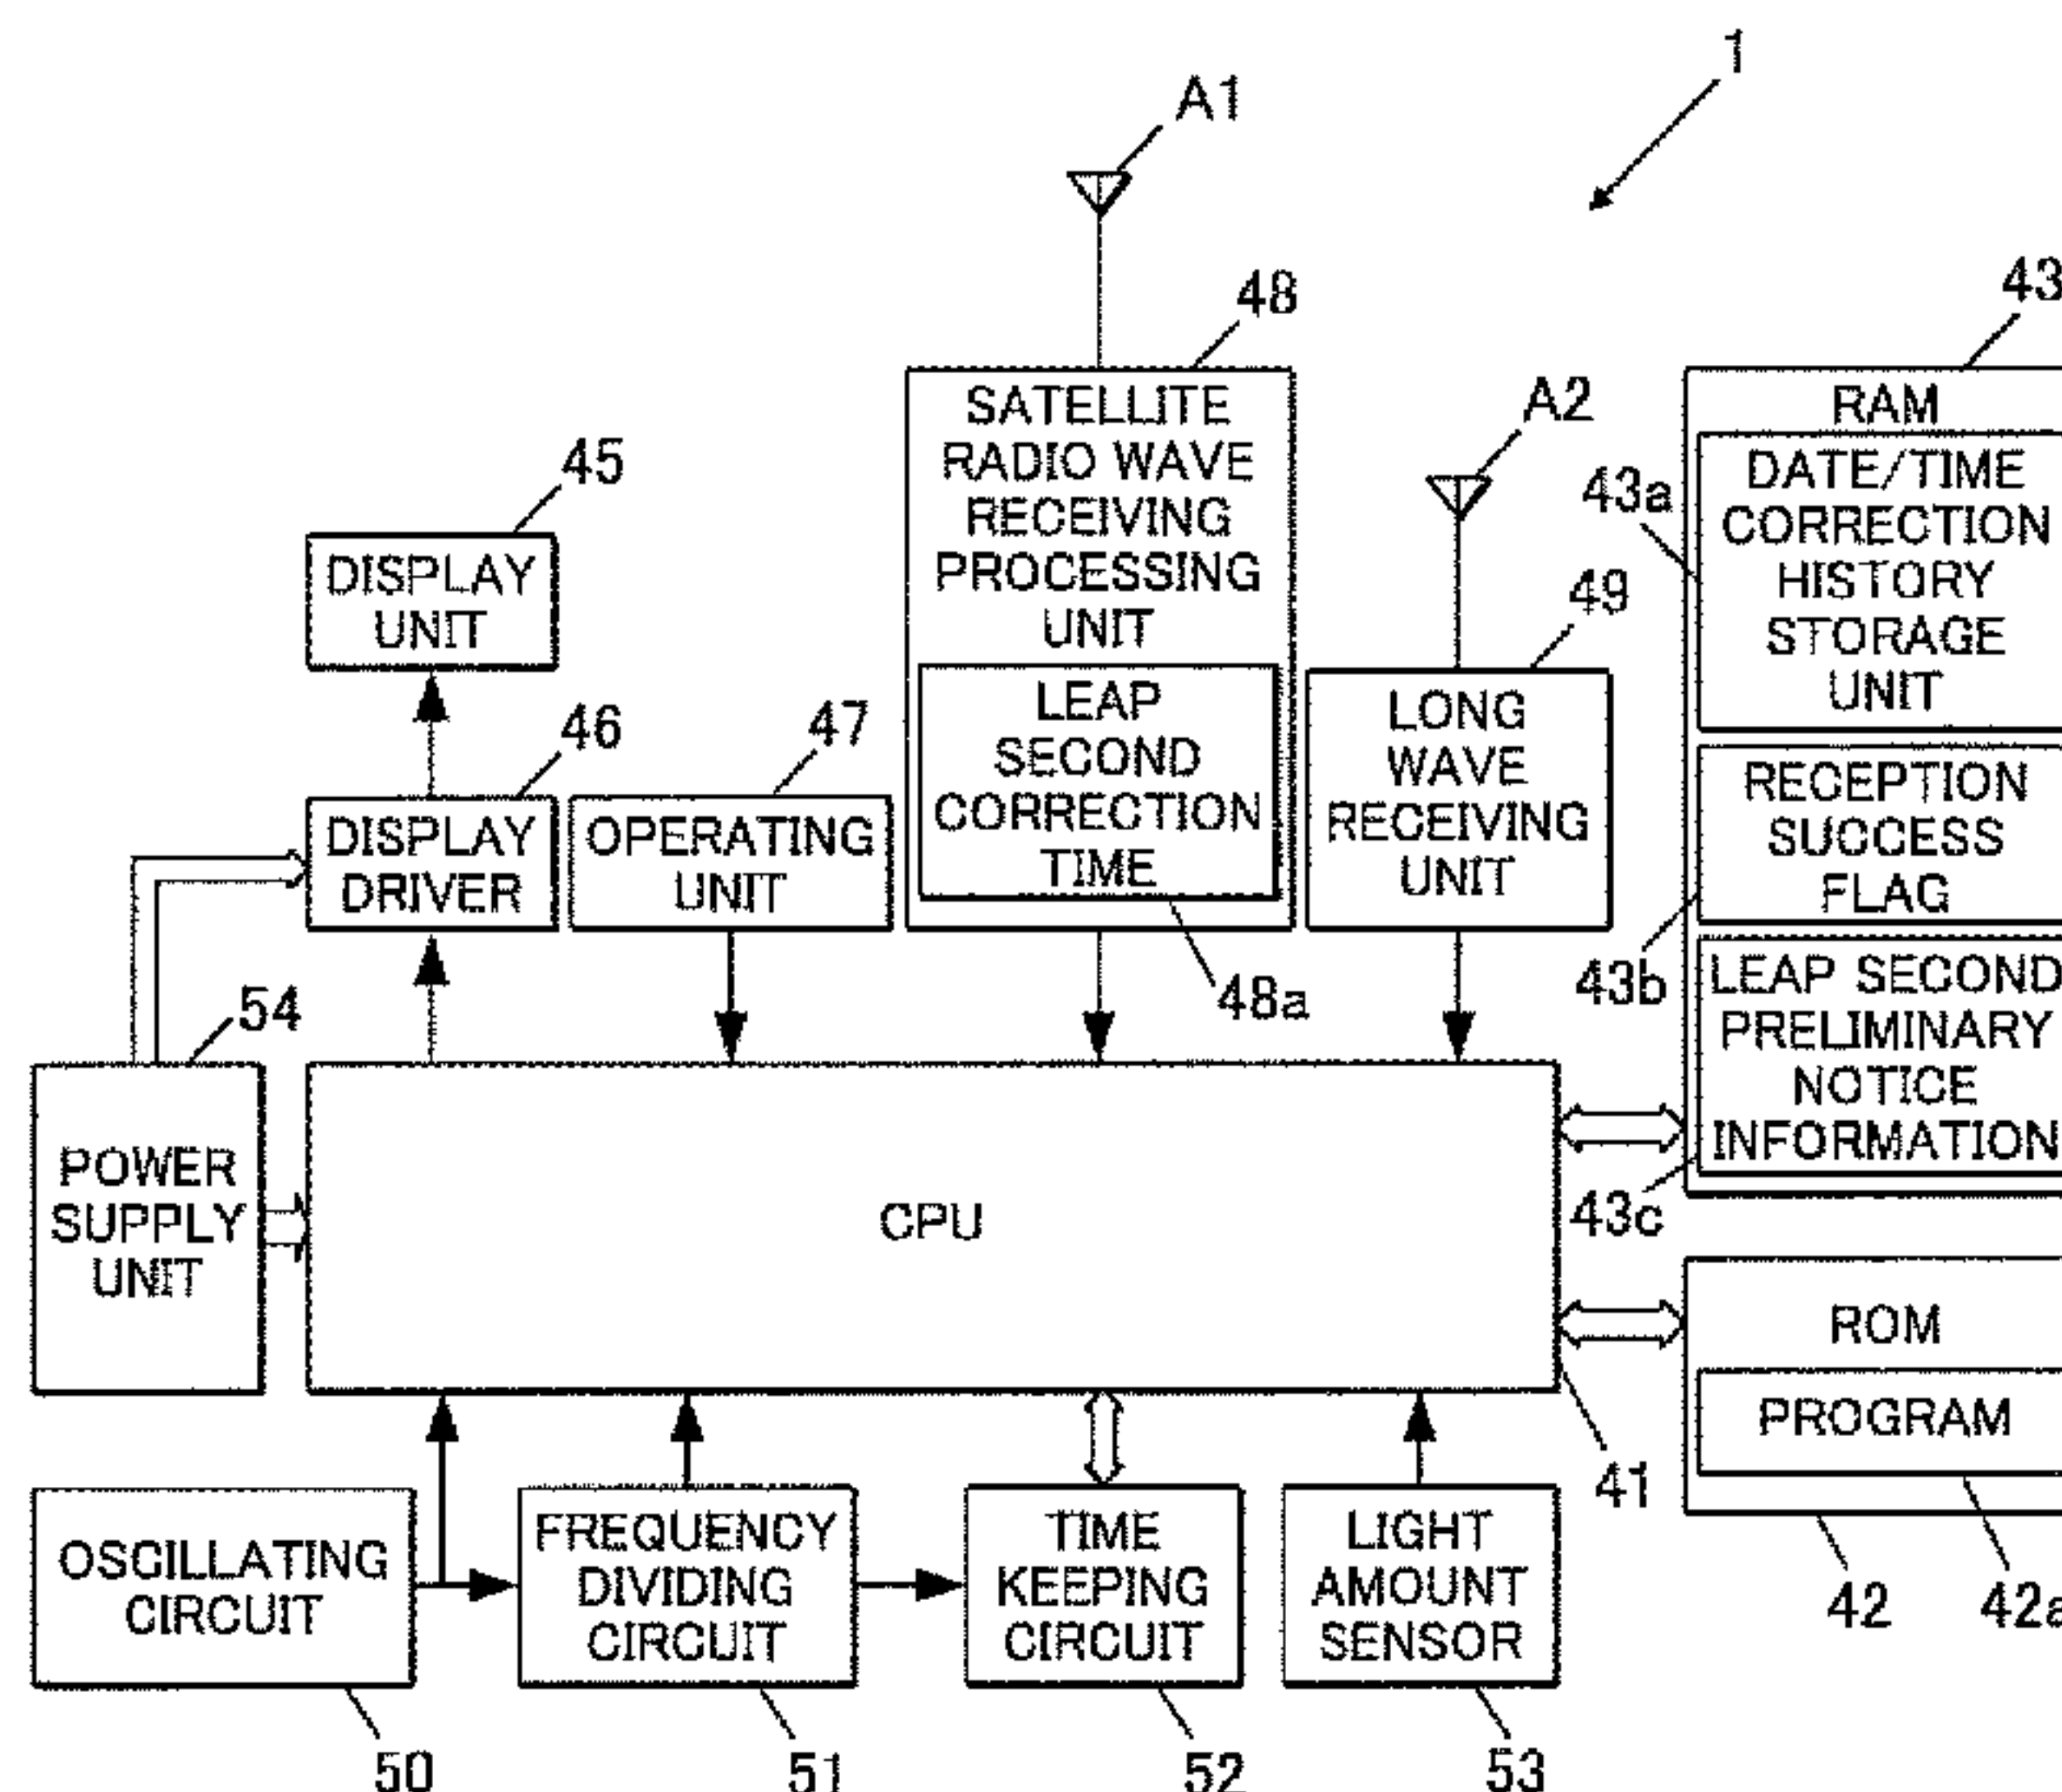 1
A1
48
43
SATELLITE
RADIO WAVE
RECEIVING
PROCESSING
UNIT
LEAP
SECOND
CORRECTION
TIME
48a
A2
49
LONG
WAVE
RECEIVING
UNIT
45
DISPLAY
UNIT
46
DISPLAY
DRIVER
47
OPERATING
UNIT
RAM
43a
DATE/TIME
CORRECTION
HISTORY
STORAGE
UNIT
43b
RECEPTION
SUCCESS
FLAG
43c
LEAP SECOND
PRELIMINARY
NOTICE
INFORMATION
54
POWER
SUPPLY
UNIT
CPU
41
ROM
PROGRAM
42
42a
OSCILLATING
CIRCUIT
50
FREQUENCY
DIVIDING
CIRCUIT
51
TIME
KEEPING
CIRCUIT
52
LIGHT
AMOUNT
SENSOR
53